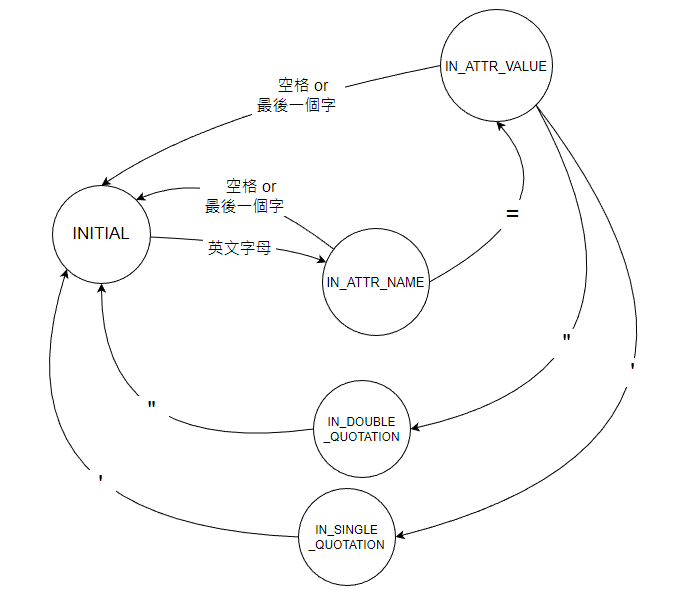 IN_ATTR_VALUE
空格 or
最後一個字
空格 or
最後一個字
=
INITIAL
英文字母
IN_ATTR_NAME
"
'
"
IN_DOUBLE
_QUOTATION
'
IN_SINGLE
_QUOTATION